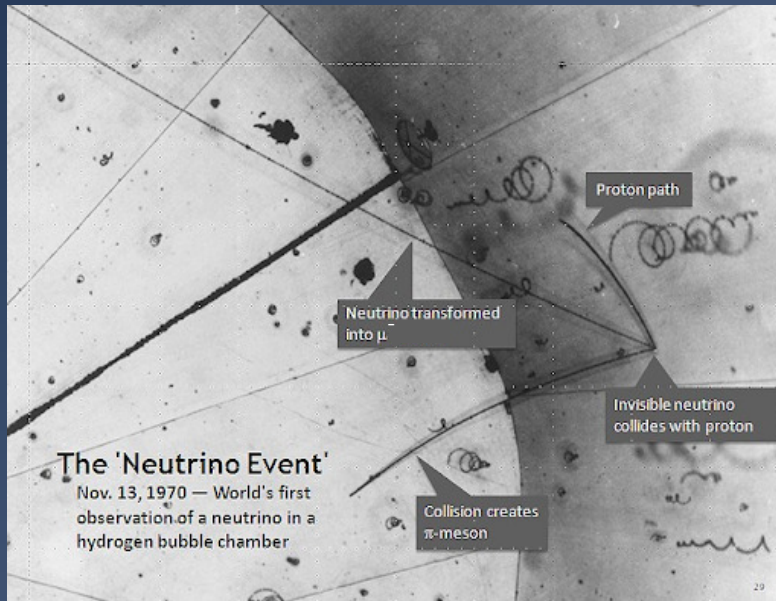 Proton path
Neutrino transformed
into μ⁻
Invisible neutrino
collides with proton
The 'Neutrino Event'
Nov. 13, 1970 — World's first
observation of a neutrino in a
hydrogen bubble chamber
Collision creates
π-meson
29